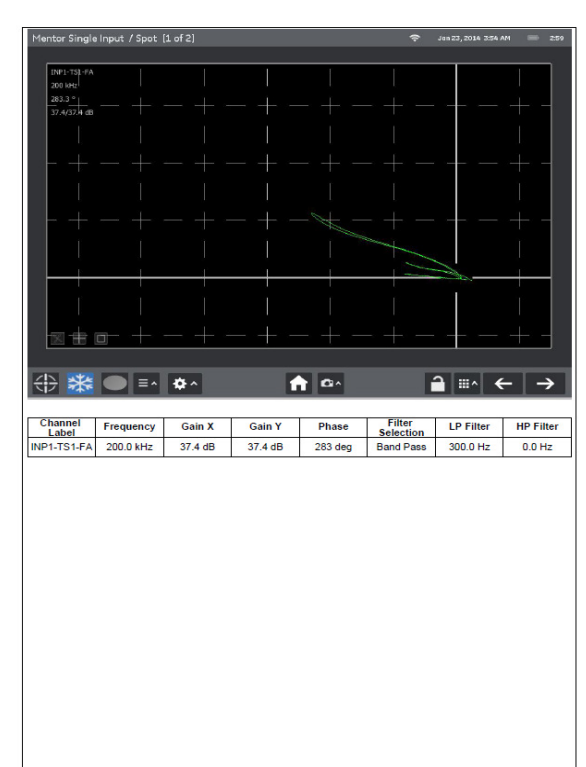 Mentor Single Input / Spot [1 of 2]
Jan 23, 2014 3:54 AM
2:59
INP1-TS1-FA
200 kHz
283.3 °
37.4/37.4 dB
Channel Label Frequency Gain X Gain Y Phase Filter Selection LP Filter HP Filter
INP1-TS1-FA 200.0 kHz 37.4 dB 37.4 dB 283 deg Band Pass 300.0 Hz 0.0 Hz